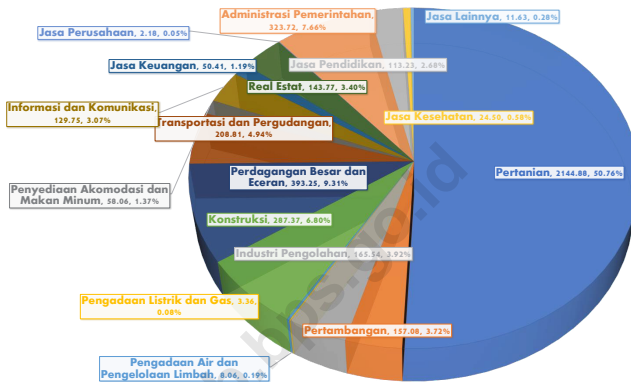 Administrasi Pemerintahan,
323.72, 7.66%
Jasa Lainnya, 11.63, 0.28%
Jasa Perusahaan, 2.18, 0.05%
Jasa Keuangan, 50.41, 1.19%
Jasa Pendidikan, 113.23, 2.68%
Real Estat, 143.77, 3.40%
Informasi dan Komunikasi,
129.75, 3.07%
Transportasi dan Pergudangan,
208.81, 4.94%
Jasa Kesehatan, 24.50, 0.58%
Perdagangan Besar dan
Eceran, 393.25, 9.31%
Pertanian, 2144.88, 50.76%
Penyediaan Akomodasi dan
Makan Minum, 58.06, 1.37%
Konstruksi, 287.37, 6.80%
Industri Pengolahan, 165.54, 3.92%
Pengadaan Listrik dan Gas, 3.36,
0.08%
Pertambangan, 157.08, 3.72%
Pengadaan Air dan
Pengelolaan Limbah, 8.06, 0.19%
.bps.go.id